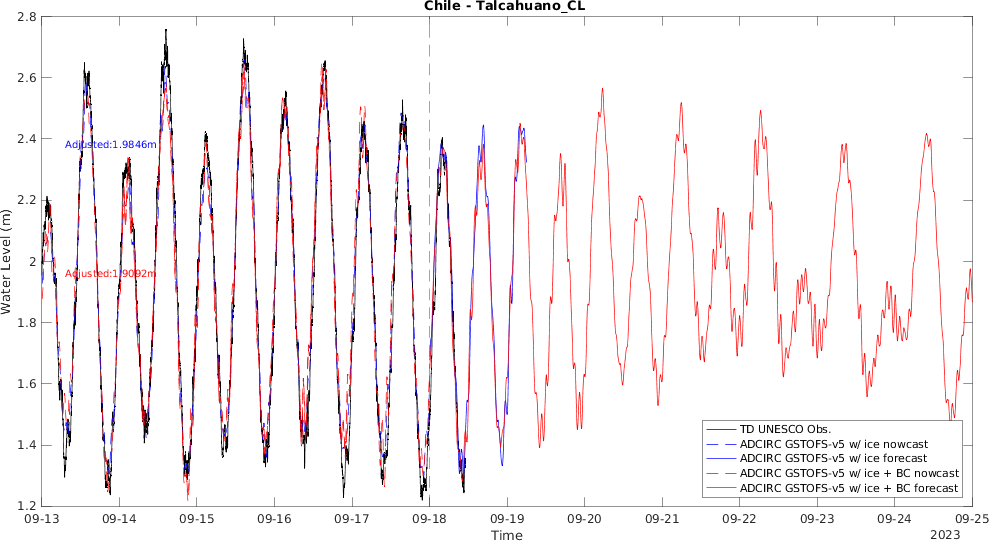 Chile - Talcahuano_CL
2.8
2.6
2.4
2.2
2
1.8
1.6
1.4
1.2
Water Level (m)
Adjusted:1.9846m
Adjusted:1.9092m
TD UNESCO Obs.
ADCIRC GSTOFS-v5 w/ ice nowcast
ADCIRC GSTOFS-v5 w/ ice forecast
ADCIRC GSTOFS-v5 w/ ice + BC nowcast
ADCIRC GSTOFS-v5 w/ ice + BC forecast
09-13 09-14 09-15 09-16 09-17 09-18 09-19 09-20 09-21 09-22 09-23 09-24 09-25
Time
2023